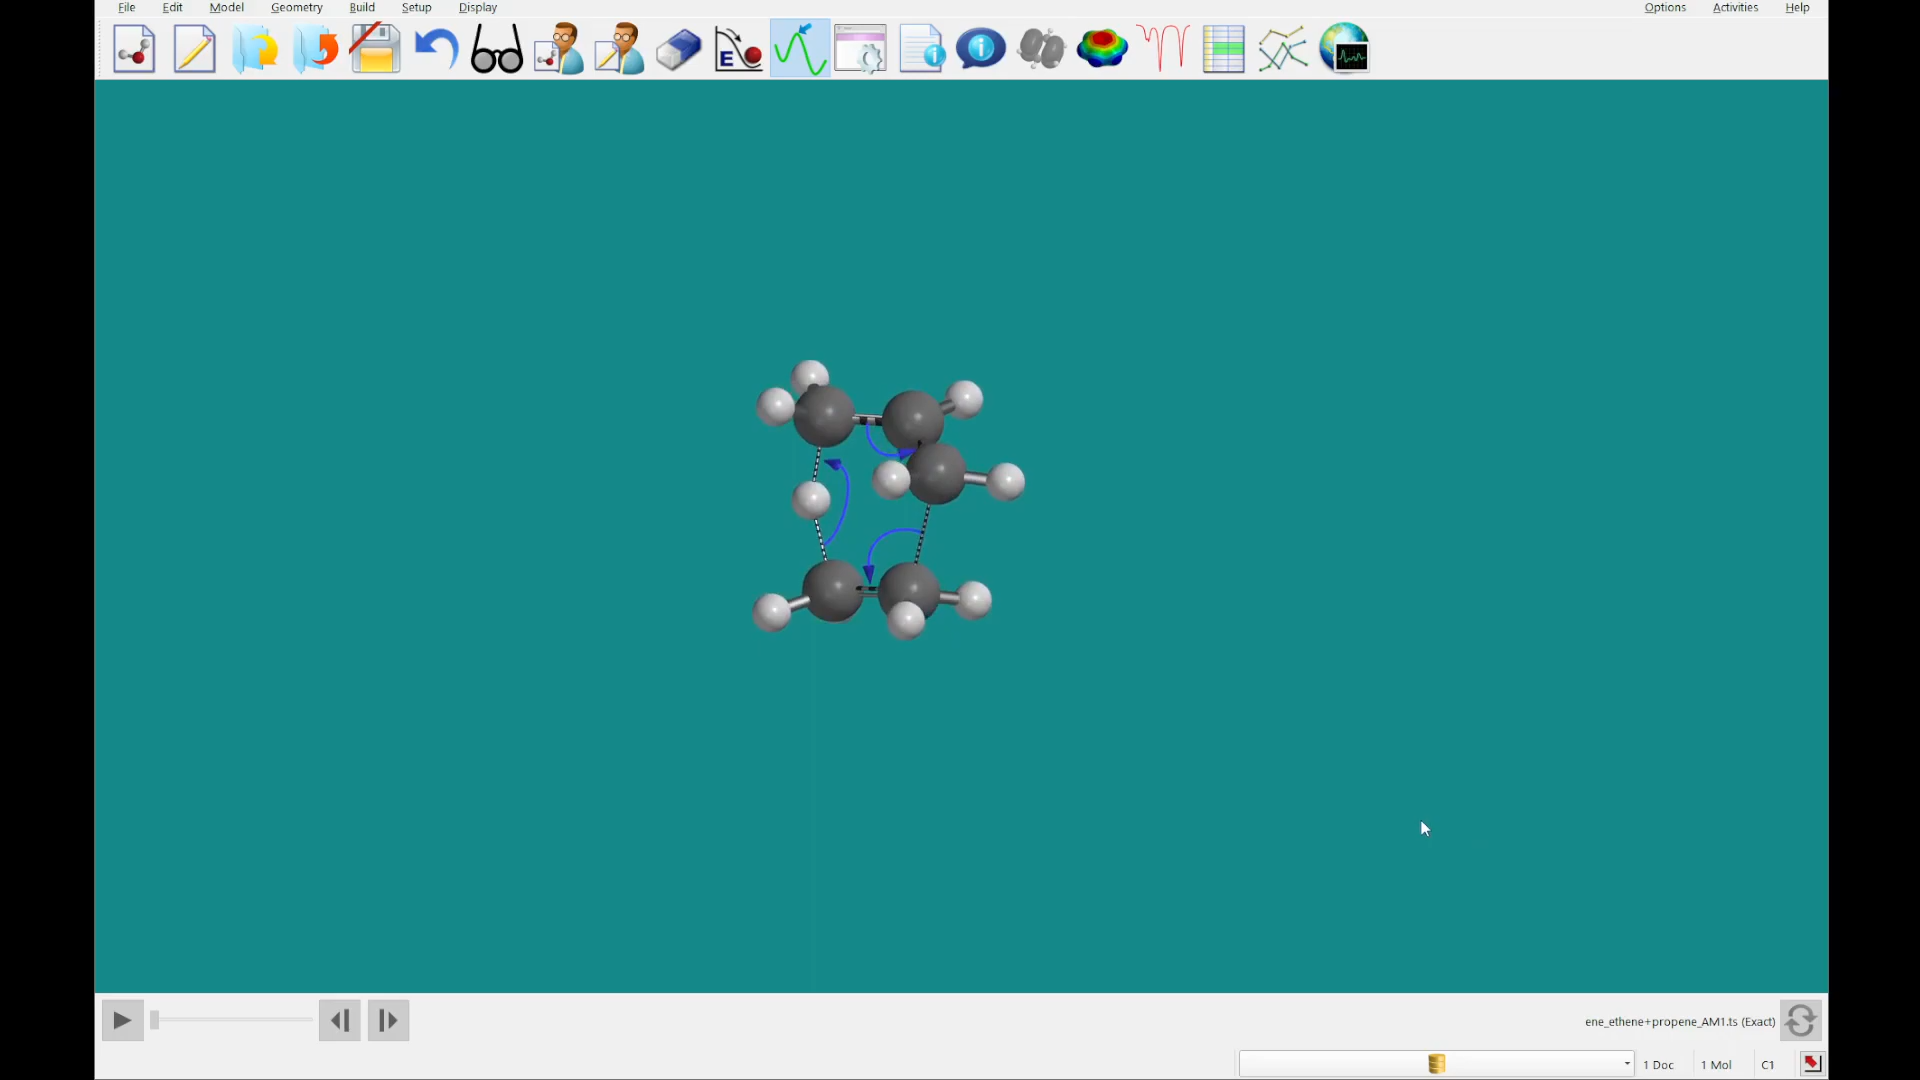 File Edit Model Geometry Build Setup Display Options Activities Help
E
ene_ethene+propene_AM1.ts (Exact)
1 Doc 1 Mol C1